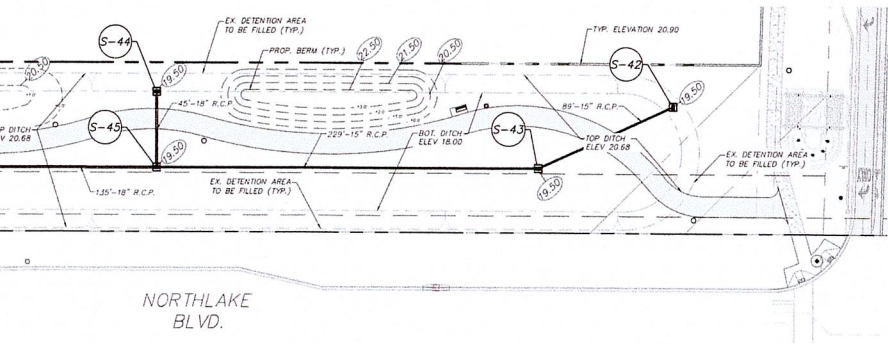 EX. DETENTION AREA
TO BE FILLED (TYP.)
TYP. ELEVATION 20.90
S-44
PROP. BERM (TYP.)
22.50
21.50
20.50
S-42
20.50
19.50
19.50
45'-18" R.C.P.
89'-15" R.C.P.
S-45
P DITCH
EV 20.68
229'-15" R.C.P.
BOT. DITCH
ELEV 18.00
S-43
TOP DITCH
ELEV 20.68
19.50
EX. DETENTION AREA
TO BE FILLED (TYP.)
135'-18" R.C.P.
EX. DETENTION AREA
TO BE FILLED (TYP.)
19.50
NORTHLAKE
BLVD.